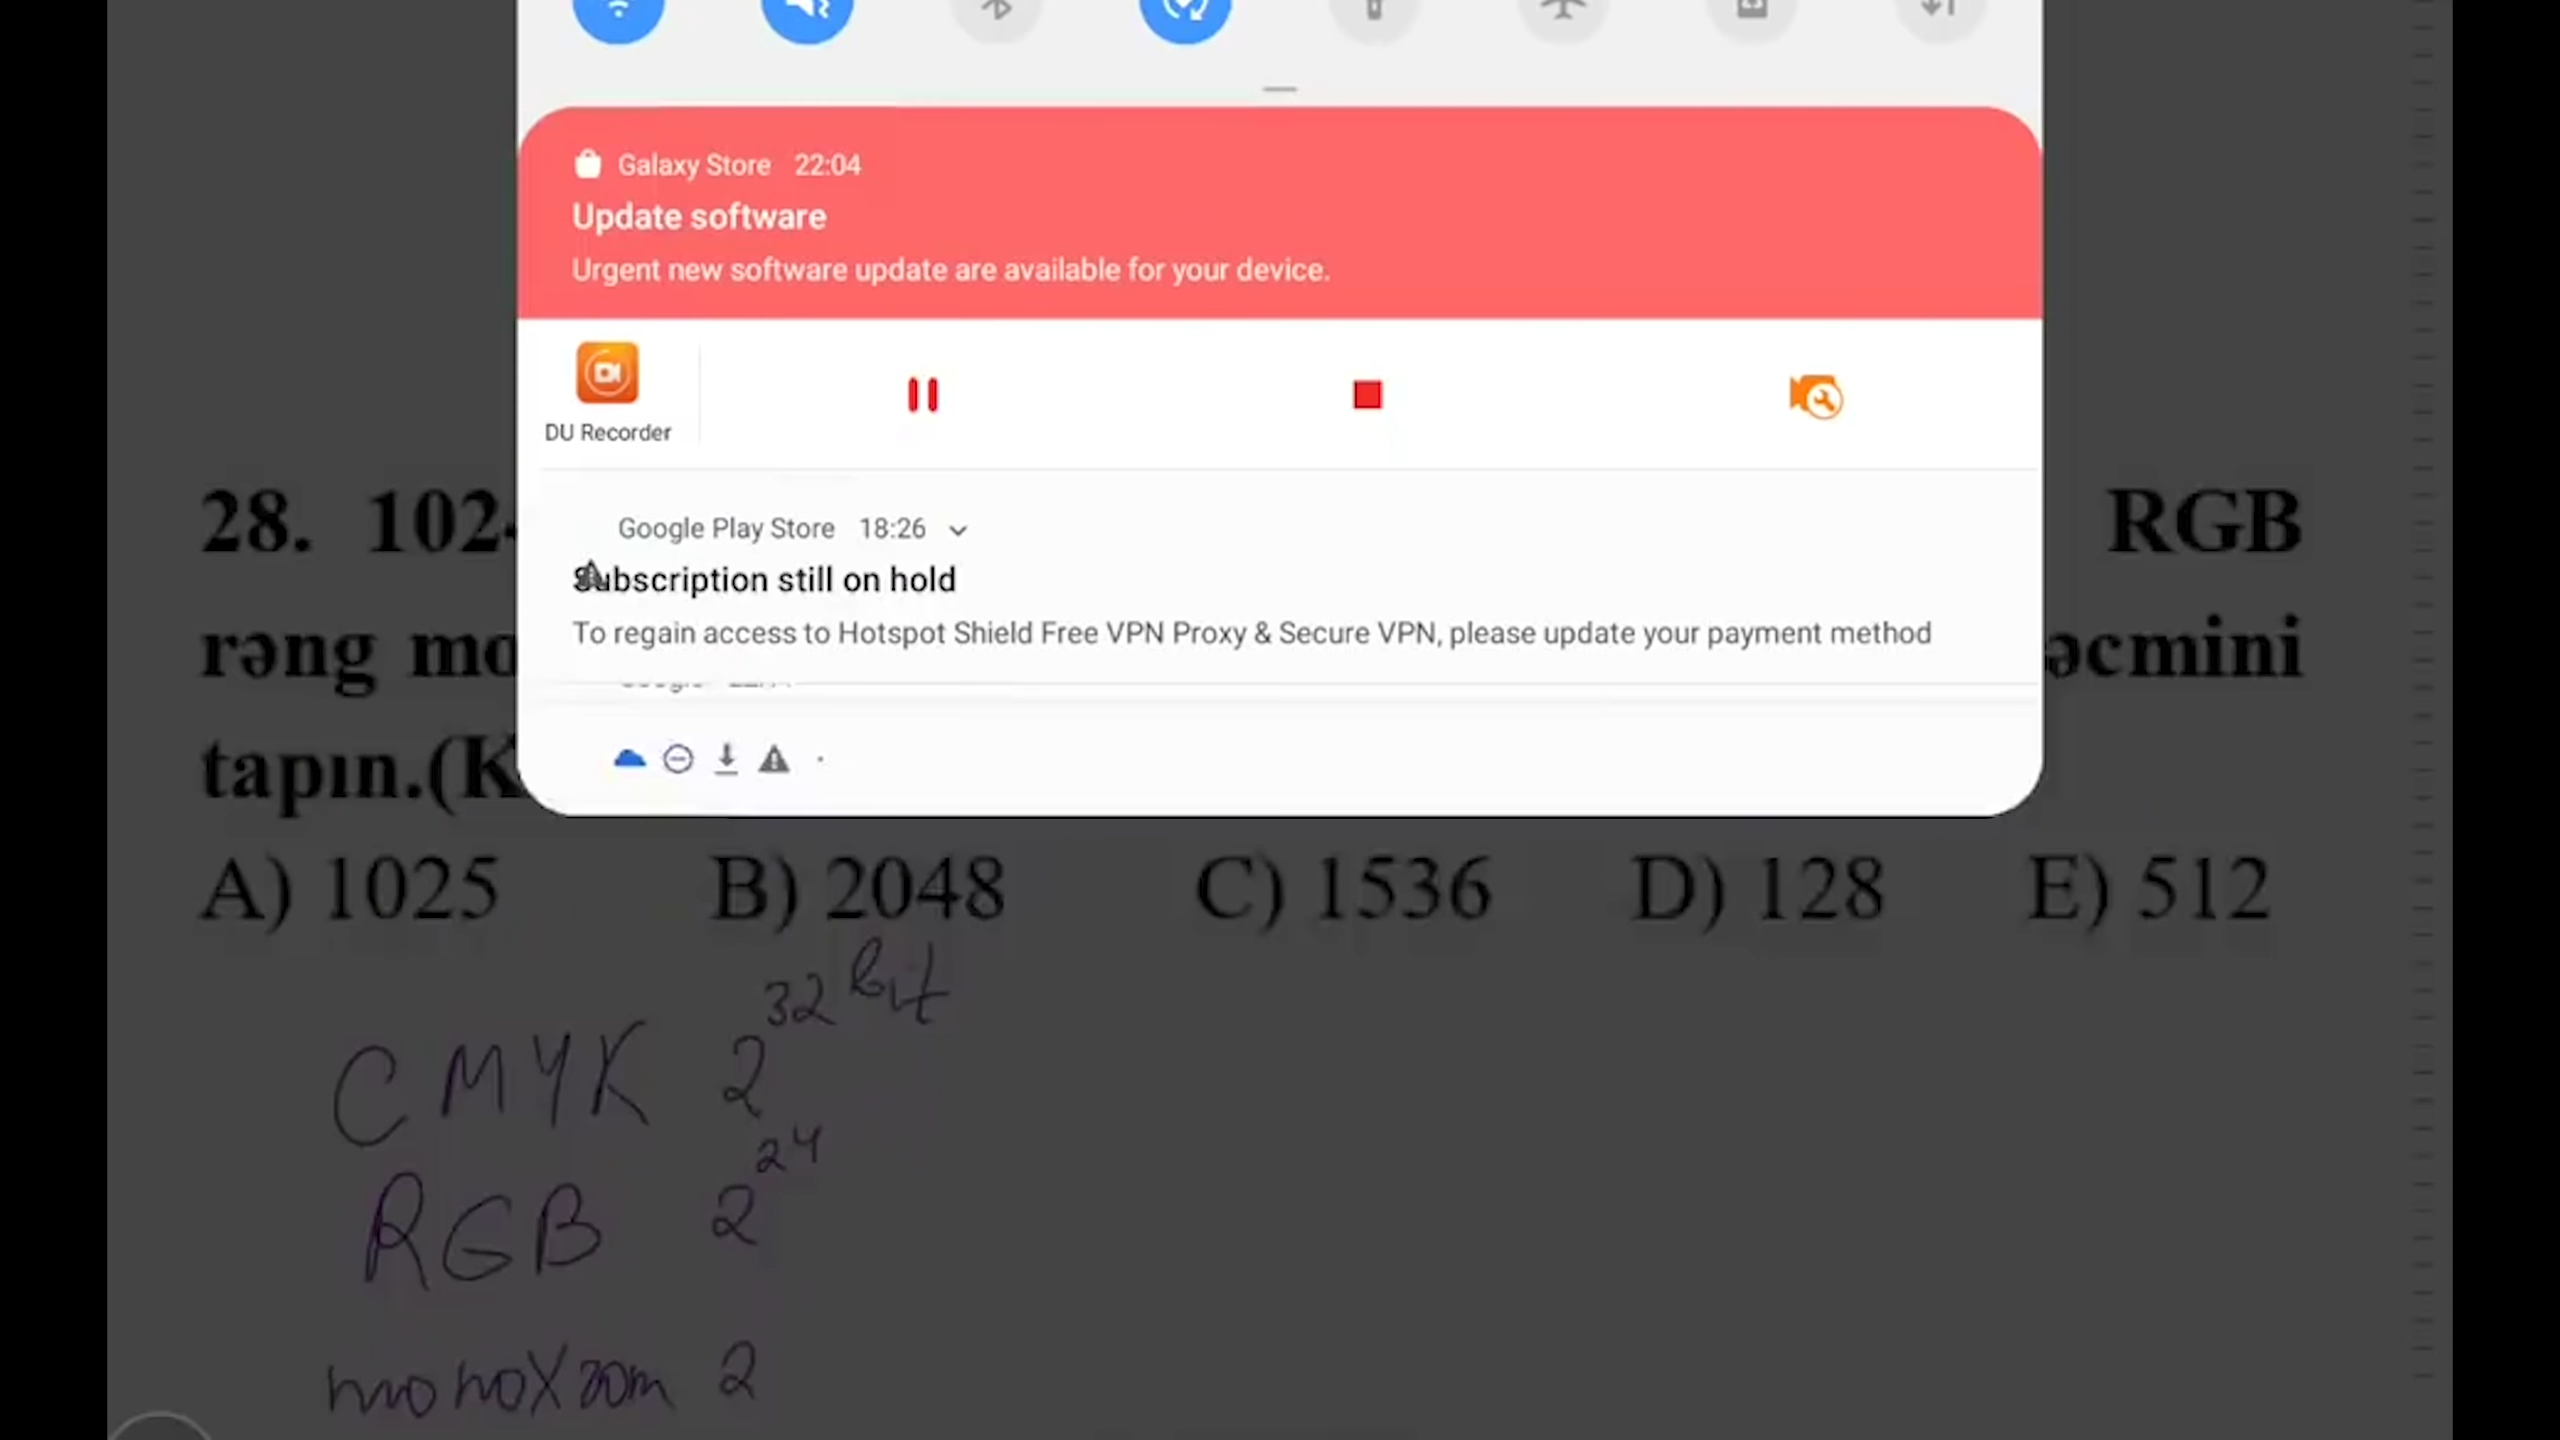 Galaxy Store 22:04
Update software
Urgent new software update are available for your device.
DU Recorder
Google Play Store 18:26
Subscription still on hold
To regain access to Hotspot Shield Free VPN Proxy & Secure VPN, please update your payment method
28. 102 RGB
rəng əcmini
tapın.(K
A) 1025 B) 2048 C) 1536 D) 128 E) 512
CMYK 2^32 bit
RGB 2^24
2